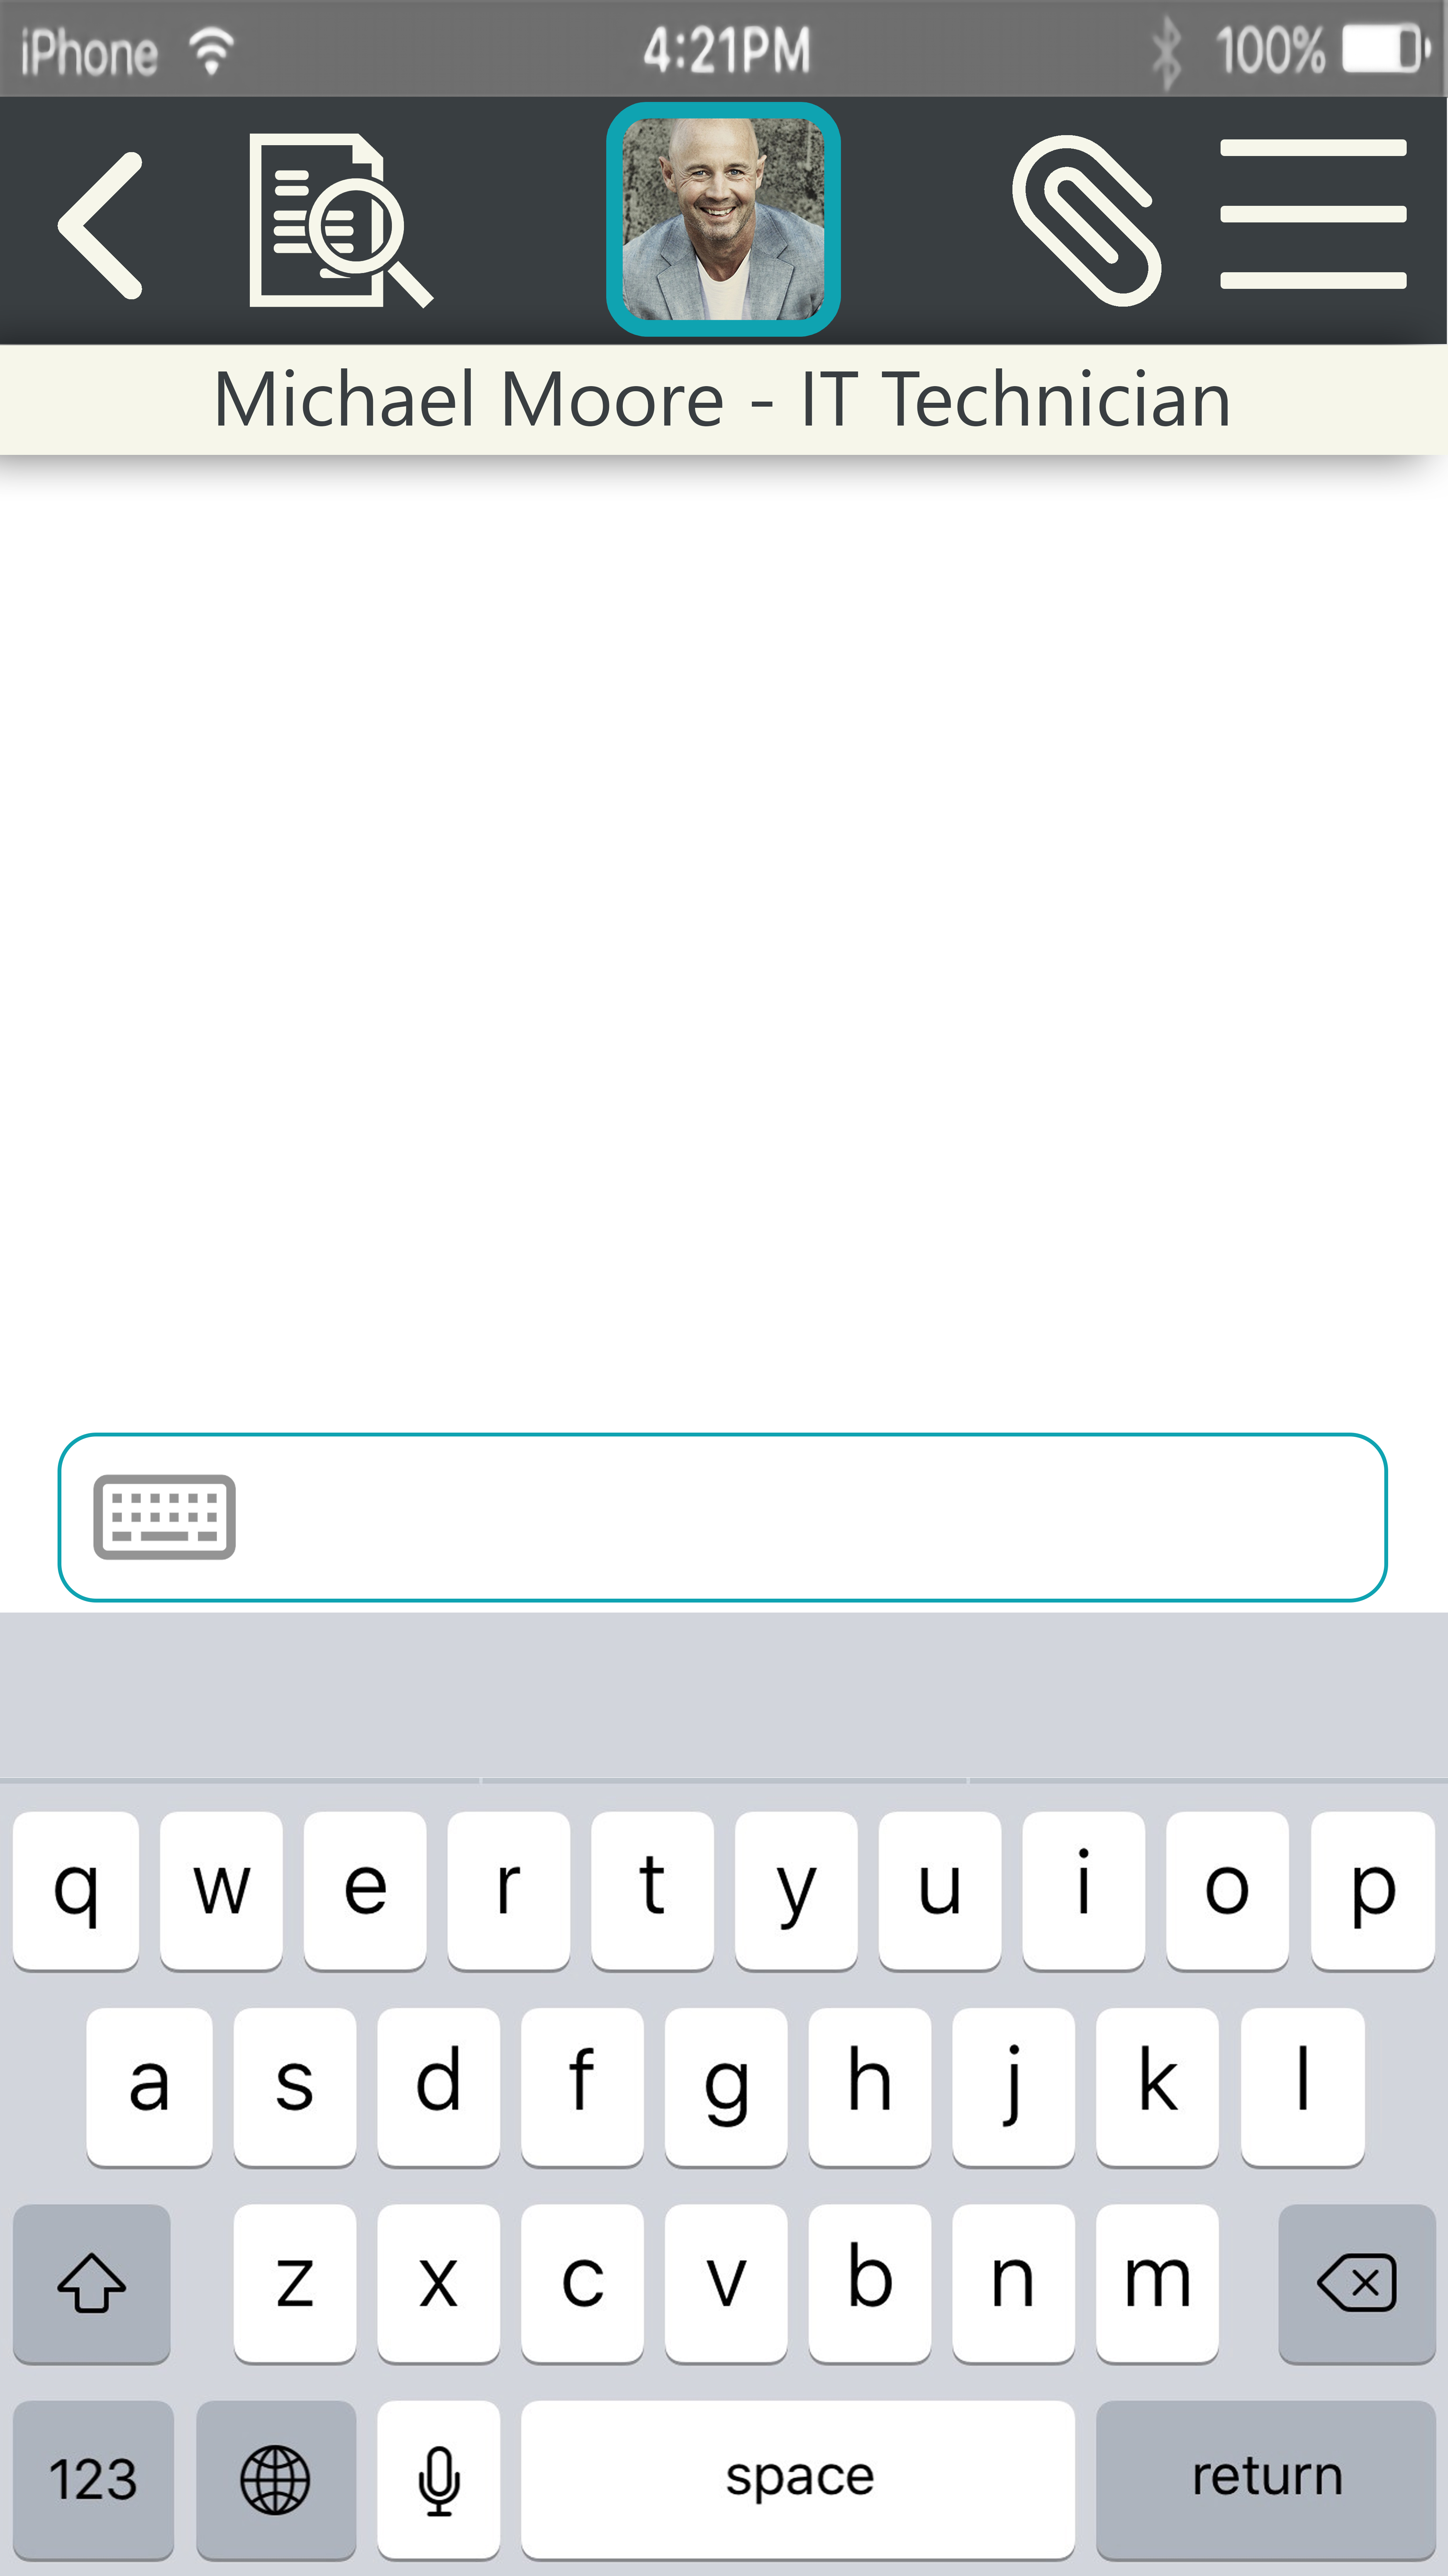 iPhone 4:21PM 100%
Michael Moore - IT Technician
q w e r t y u i o p
a s d f g h j k l
z x c v b n m
123 space return